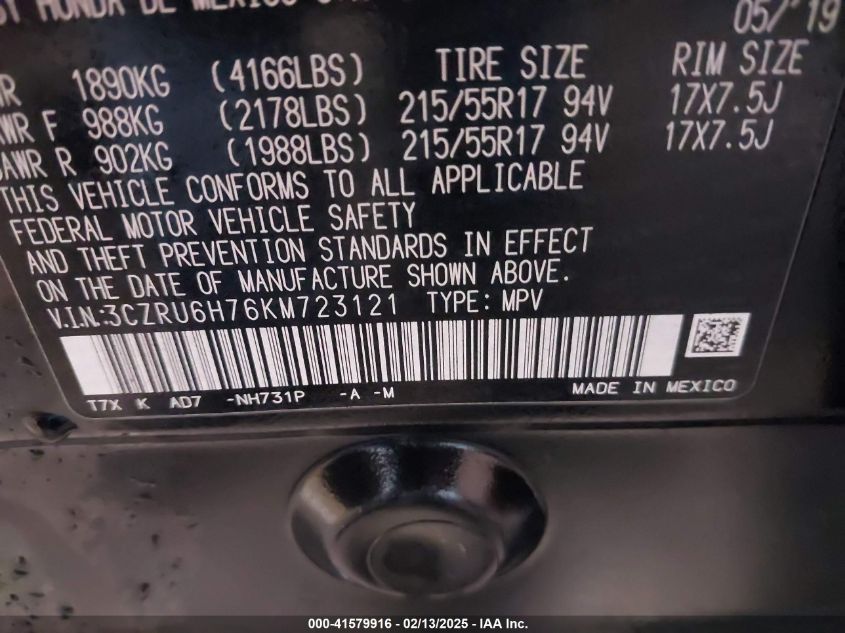 HONDA DE MEXICO
05/'19
1890KG (4166LBS) TIRE SIZE RIM SIZE
F 988KG (2178LBS) 215/55R17 94V 17X7.5J
R 902KG (1988LBS) 215/55R17 94V 17X7.5J
THIS VEHICLE CONFORMS TO ALL APPLICABLE
FEDERAL MOTOR VEHICLE SAFETY
AND THEFT PREVENTION STANDARDS IN EFFECT
ON THE DATE OF MANUFACTURE SHOWN ABOVE.
V.I.N:3CZRU6H76KM723121 TYPE: MPV
T7X K AD7 -NH731P -A -M MADE IN MEXICO
000-41579916 - 02/13/2025 - IAA Inc.